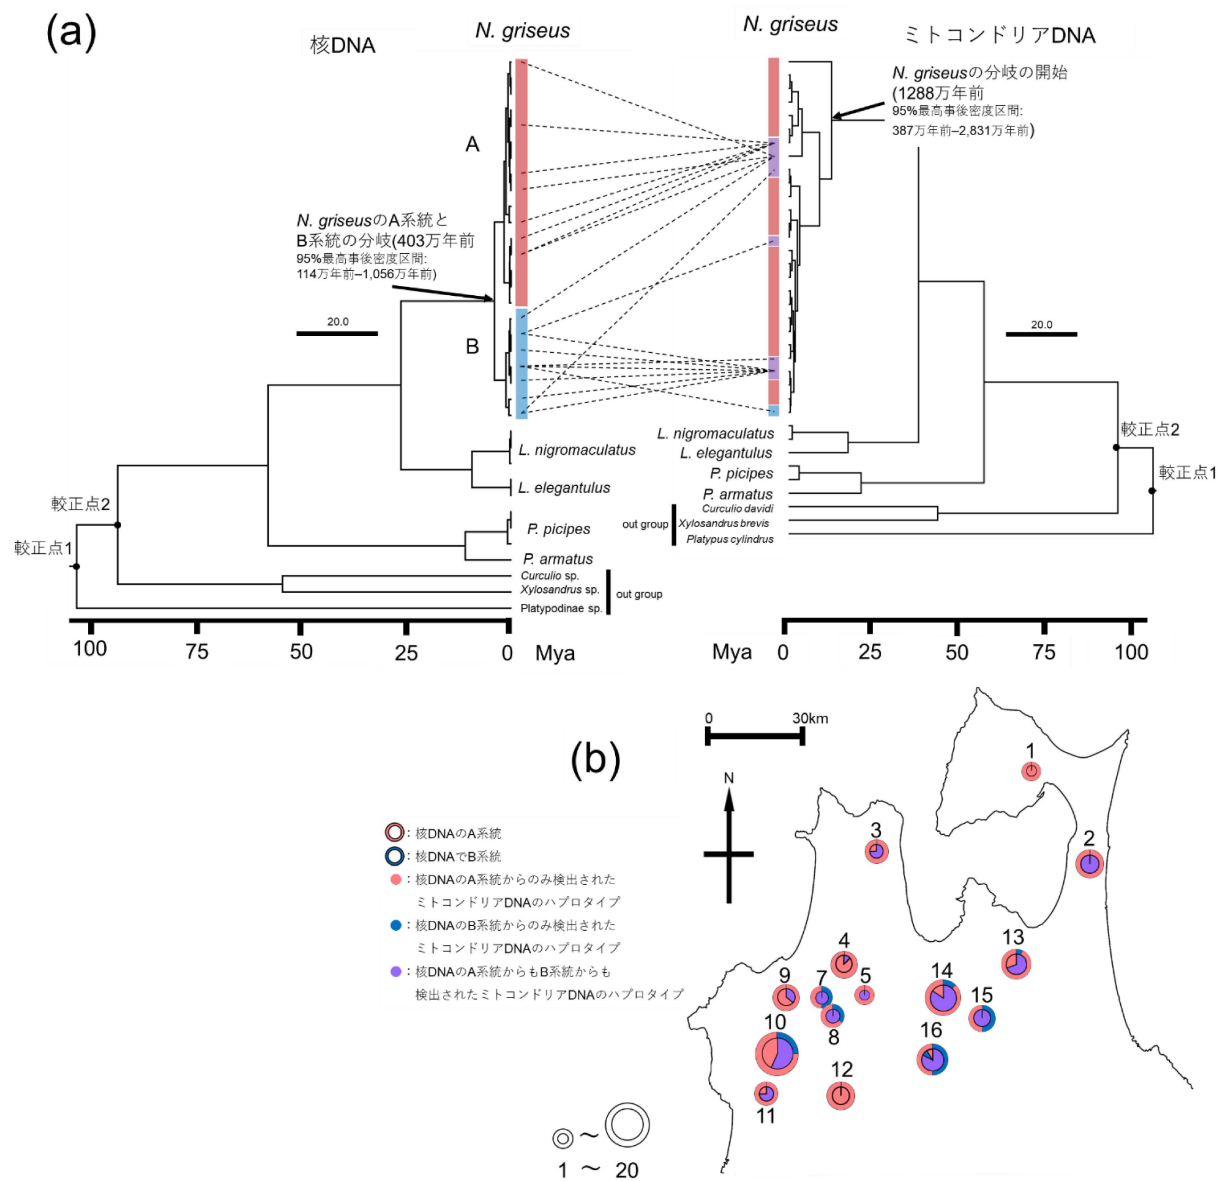 (a)
核DNA
N. griseus
N. griseus
ミトコンドリアDNA
N. griseusの分岐の開始
(1288万年前
95%最高事後密度区間:
387万年前–2,831万年前)
A
N. griseusのA系統と
B系統の分岐(403万年前
95%最高事後密度区間:
114万年前–1,056万年前)
20.0
B
20.0
L. nigromaculatus
L. elegantulus
P. picipes
P. armatus
Curculio sp.
Xylosandrus sp.
Platypodinae sp.
out group
較正点2
較正点1
L. nigromaculatus
L. elegantulus
P. picipes
P. armatus
Curculio davidi
Xylosandrus brevis
Platypus cylindrus
out group
較正点2
較正点1
100 75 50 25 0 Mya
Mya 0 25 50 75 100
(b)
0 30km
N
:核DNAのA系統
:核DNAでB系統
:核DNAのA系統からのみ検出された
ミトコンドリアDNAのハプロタイプ
:核DNAのB系統からのみ検出された
ミトコンドリアDNAのハプロタイプ
:核DNAのA系統からもB系統からも
検出されたミトコンドリアDNAのハプロタイプ
1
2
3
4
5
7
8
9
10
11
12
13
14
15
16
～
1 ～ 20